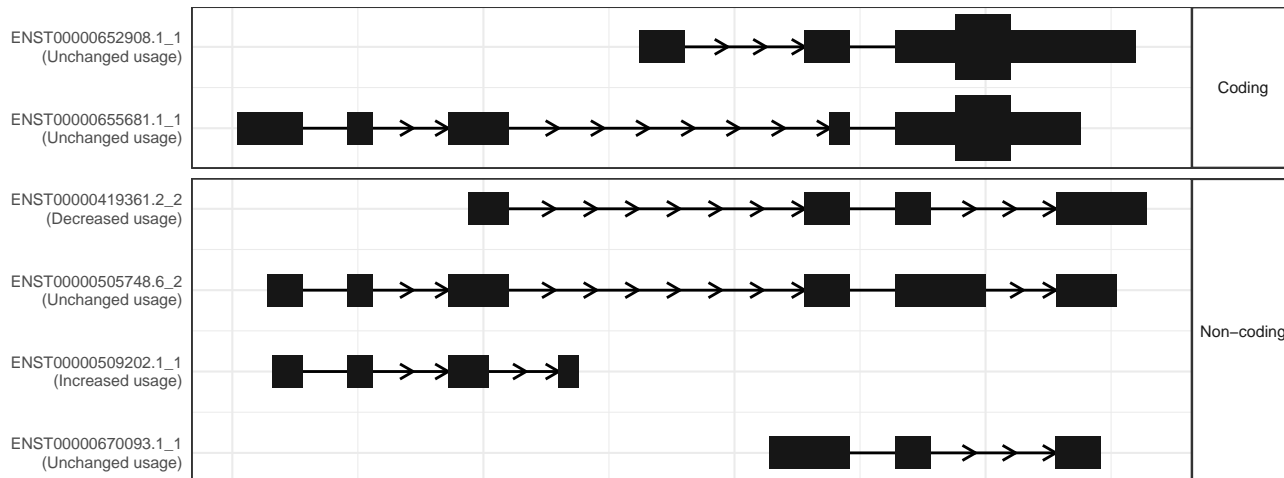 ENST00000652908.1_1
(Unchanged usage)
ENST00000655681.1_1
(Unchanged usage)
Coding
ENST00000419361.2_2
(Decreased usage)
ENST00000505748.6_2
(Unchanged usage)
Non−coding
ENST00000509202.1_1
(Increased usage)
ENST00000670093.1_1
(Unchanged usage)